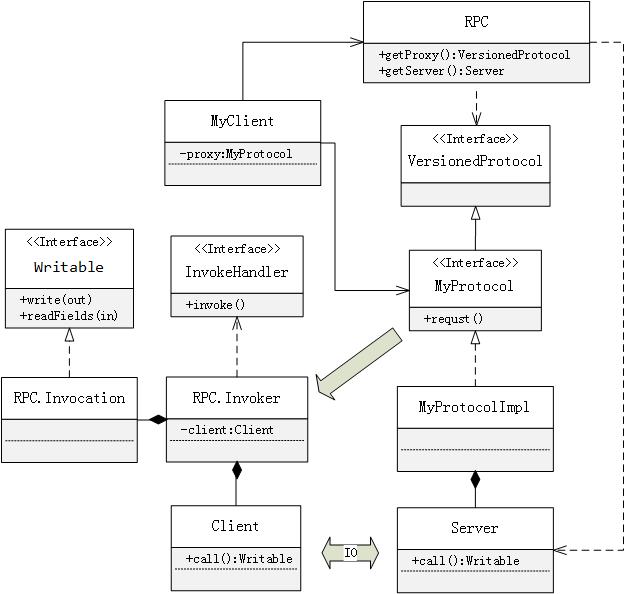 RPC
+getProxy():VersionedProtocol
+getServer():Server
MyClient
-proxy:MyProtocol
<<Interface>>
VersionedProtocol
<<Interface>>
Writable
+write(out)
+readFields(in)
<<Interface>>
InvokeHandler
+invoke()
<<Interface>>
MyProtocol
+requst()
RPC.Invocation
RPC.Invoker
-client:Client
MyProtocolImpl
Client
+call():Writable
IO
Server
+call():Writable